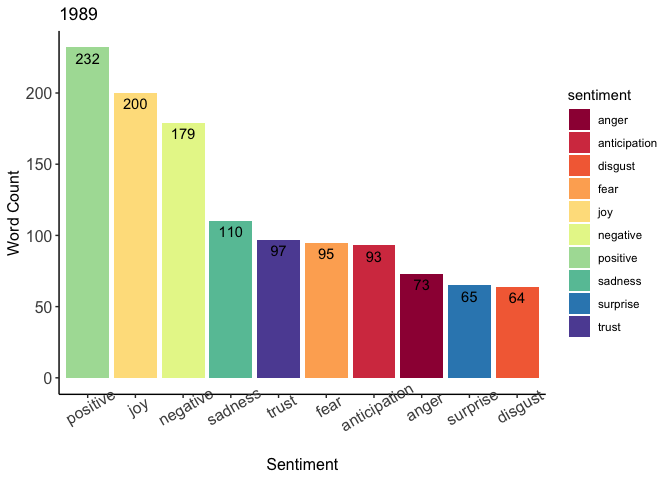 1989
Word Count
200
150
100
50
0
232
200
179
110
97
95
93
73
65
64
positive
joy
negative
sadness
trust
fear
anticipation
anger
surprise
disgust
Sentiment
sentiment
anger
anticipation
disgust
fear
joy
negative
positive
sadness
surprise
trust